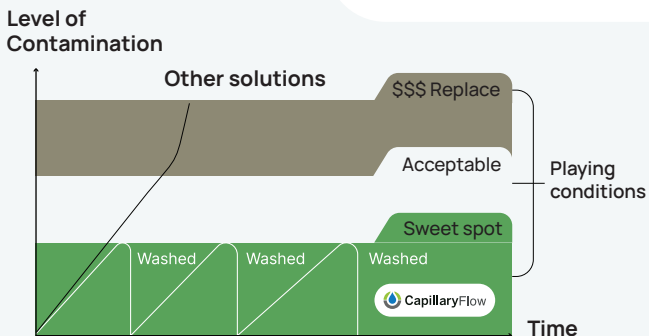 Level of
Contamination
Other solutions
$$$ Replace
Acceptable
Playing
conditions
Sweet spot
Washed
Washed
Washed
CapillaryFlow
Time